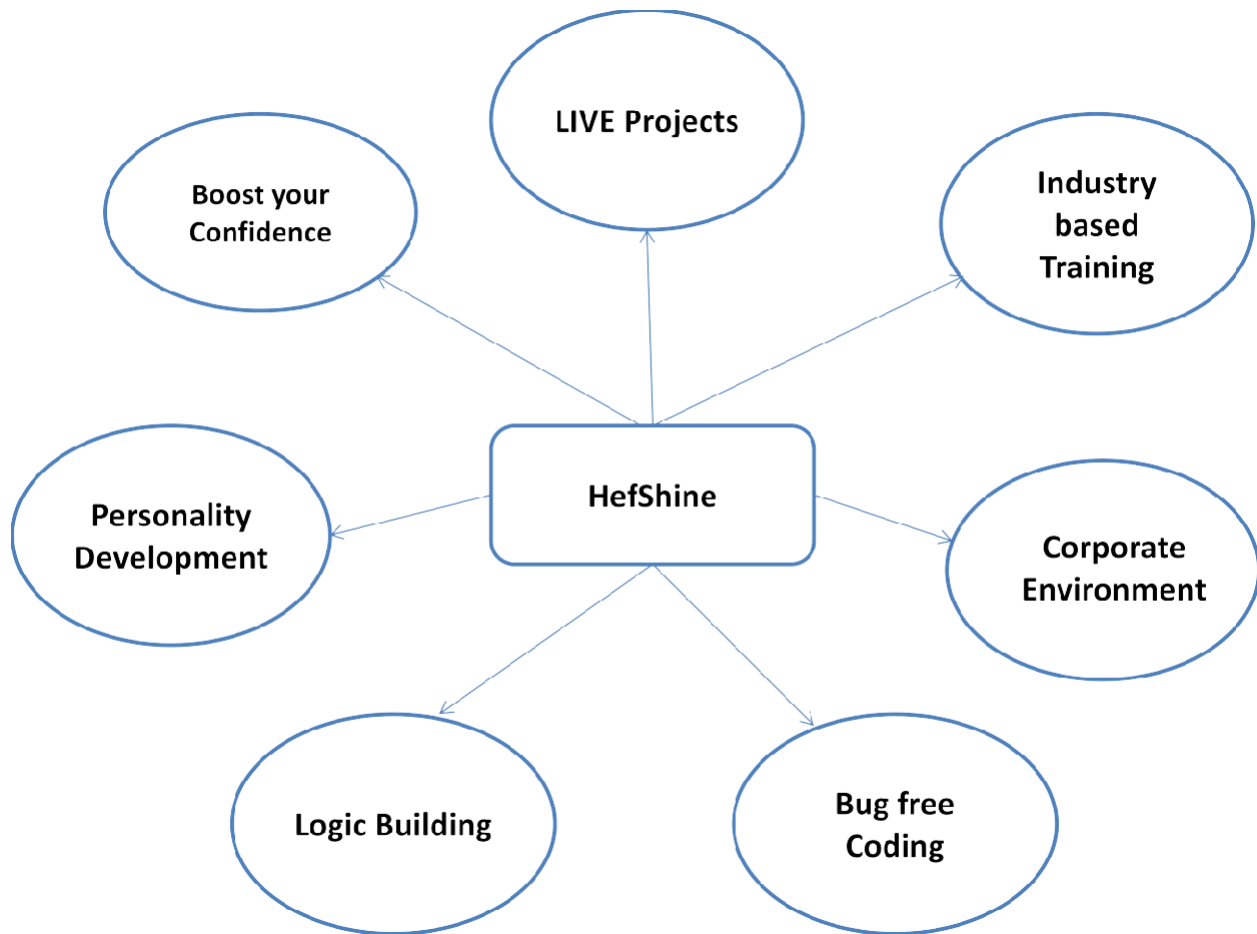 LIVE Projects
Boost your
Confidence
Industry
based
Training
HefShine
Personality
Development
Corporate
Environment
Logic Building
Bug free
Coding